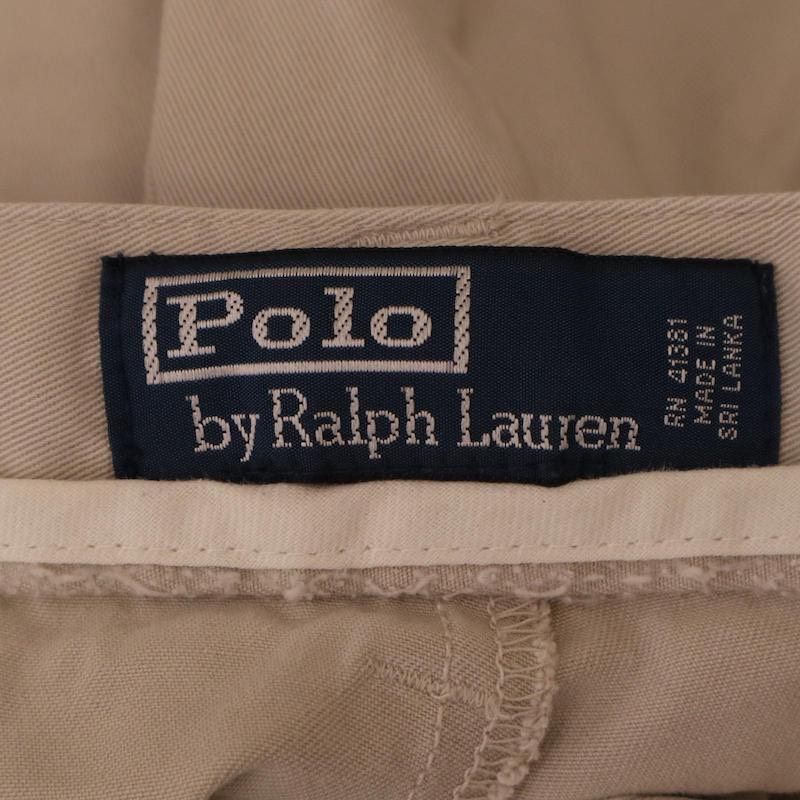 Polo
by Ralph Lauren
RN 41381
MADE IN
SRI LANKA